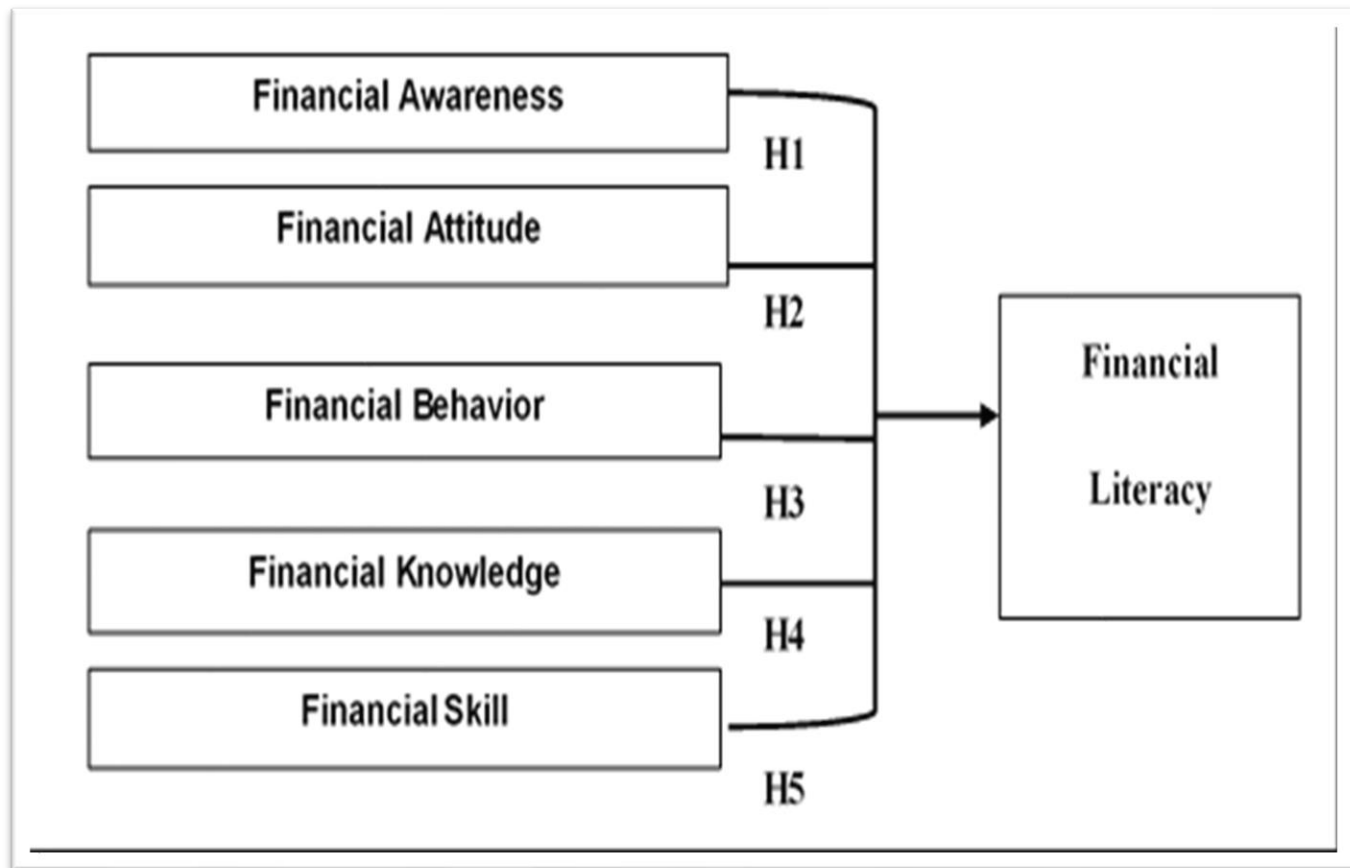 Financial Awareness
H1
Financial Attitude
H2
Financial Behavior
H3
Financial Knowledge
H4
Financial Skill
H5
Financial
Literacy